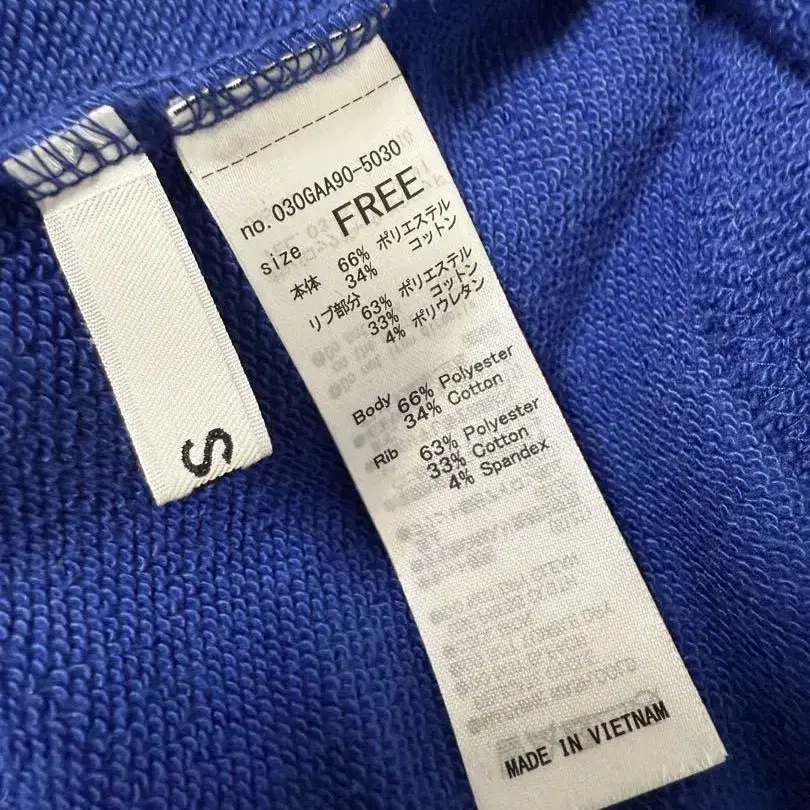 S
no. 030GAA90-5030
size FREE
本体 66% ポリエステル
34% コットン
リブ部分 63% ポリエステル
33% コットン
4% ポリウレタン
Body 66% Polyester
34% Cotton
Rib 63% Polyester
33% Cotton
4% Spandex
MADE IN VIETNAM